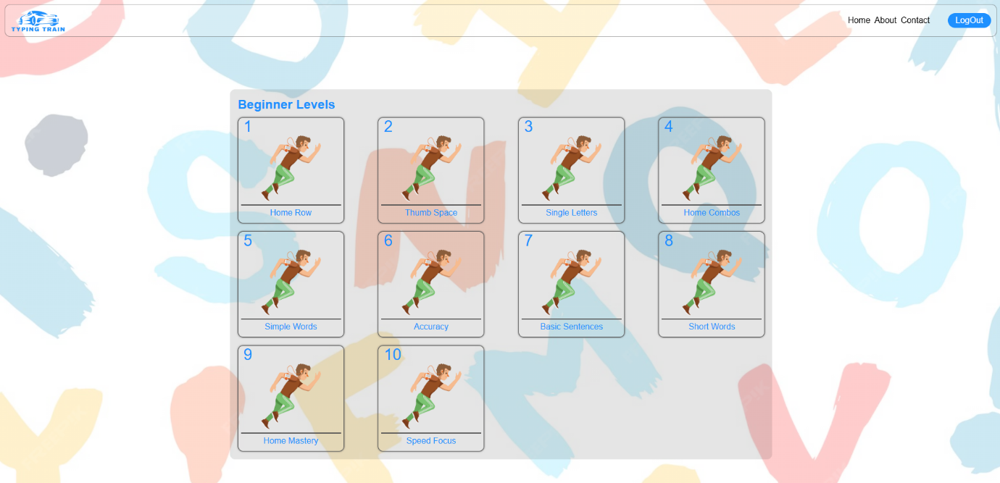 TYPING TRAIN
Home About Contact LogOut
Beginner Levels
1 2 3 4
Home Row Thumb Space Single Letters Home Combos
5 6 7 8
Simple Words Accuracy Basic Sentences Short Words
9 10
Home Mastery Speed Focus